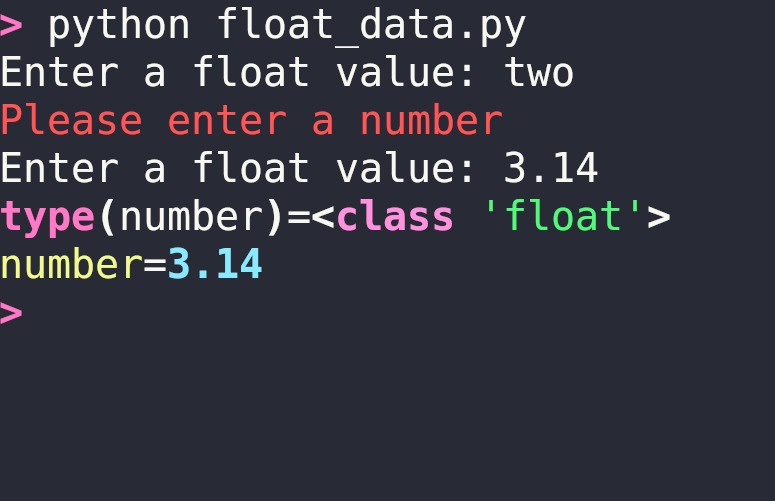 > python float_data.py
Enter a float value: two
Please enter a number
Enter a float value: 3.14
type(number)=<class 'float'>
number=3.14
>